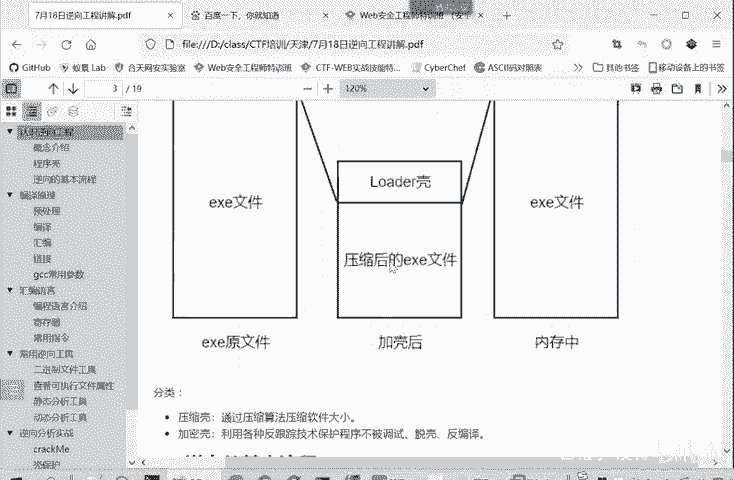 7月18日逆向工程讲解.pdf
百度一下，你就知道
Web安全工程师特训班
file:///D:/class/CTF培训/天津/7月18日逆向工程讲解.pdf
GitHub
蚁景 Lab
合天网安实验室
Web安全工程师特训班
CTF-WEB实战技能特...
CyberChef
ASCII码对照表
其他书签
移动设备上的书签
3 / 19
120%
认识逆向工程
概念介绍
程序壳
逆向的基本流程
编译原理
预处理
编译
汇编
链接
gcc常用参数
汇编语言
编程语言介绍
寄存器
常用指令
常用逆向工具
二进制文件工具
查看可执行文件属性
静态分析工具
动态分析工具
逆向分析实战
crackMe
壳保护
exe文件
Loader壳
压缩后的exe文件
exe文件
exe原文件
加壳后
内存中
分类：
压缩壳：通过压缩算法压缩软件大小。
加密壳：利用各种反跟踪技术保护程序不被调试、脱壳、反编译。